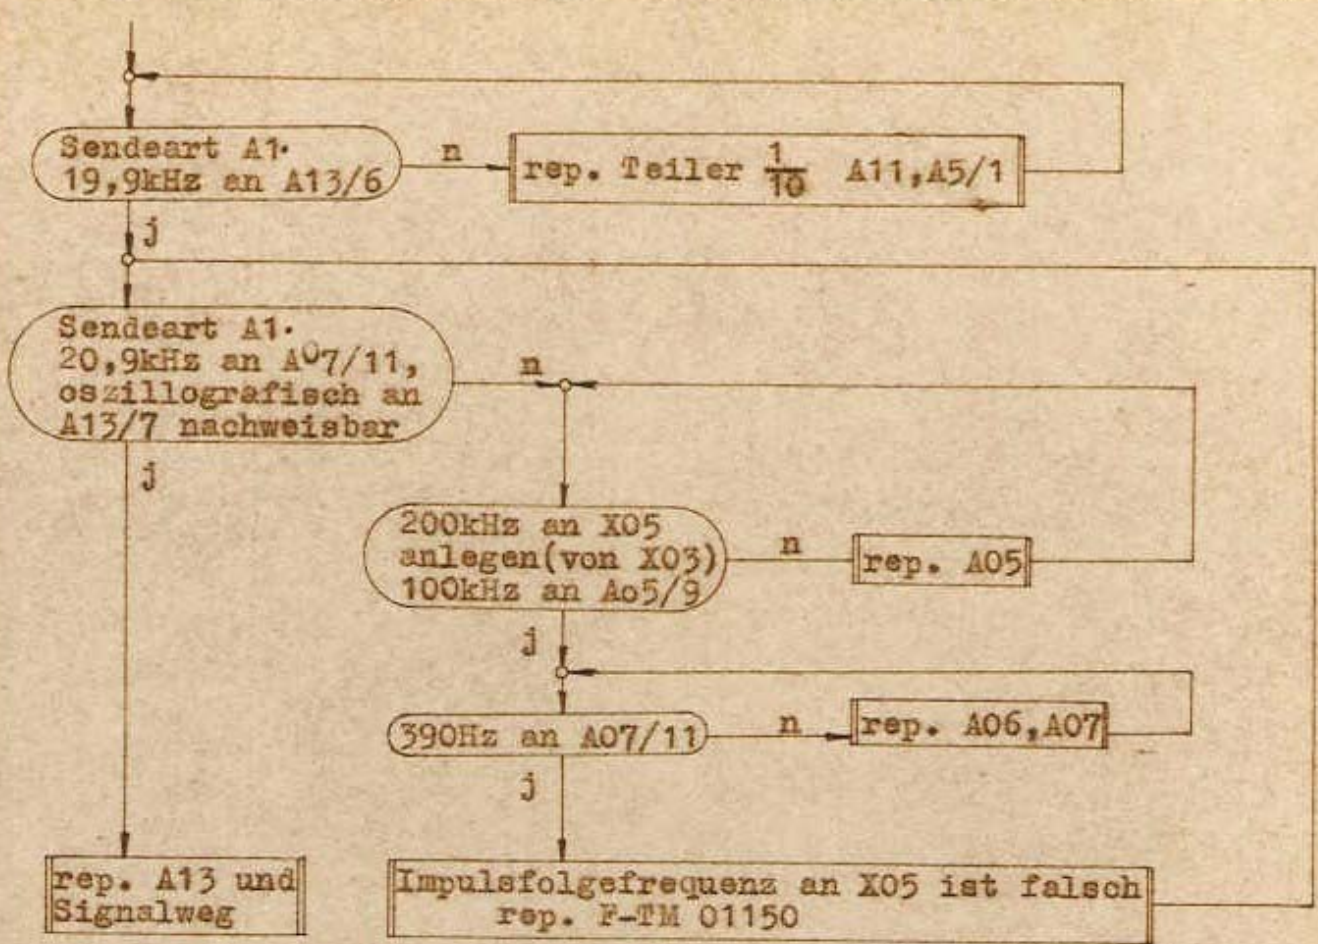 Sendeart A1.
19,9kHz an A13/6
n
rep. Teiler 1/10 A11,A5/1
j
Sendeart A1.
20,9kHz an A07/11,
oszillografisch an
A13/7 nachweisbar
n
j
200kHz an X05
anlegen(von X03)
100kHz an Ao5/9
n
rep. A05
j
390Hz an A07/11
n
rep. A06,A07
j
rep. A13 und
Signalweg
Impulsfolgefrequenz an X05 ist falsch
rep. F-TM 01150